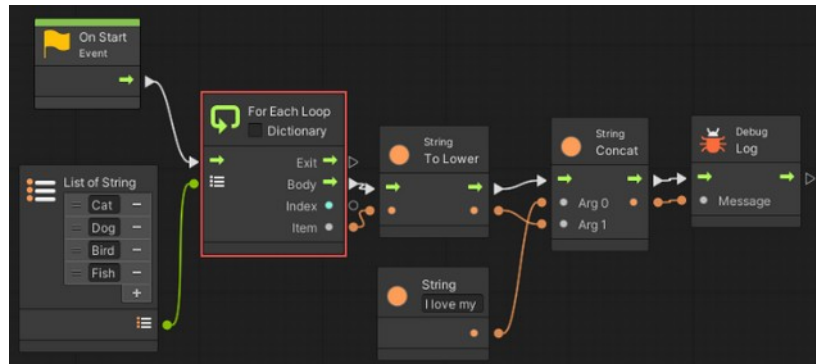 On Start
Event
For Each Loop
Dictionary
Exit
Body
Index
Item
List of String
Cat
Dog
Bird
Fish
String
To Lower
String
I love my
String
Concat
Arg 0
Arg 1
Debug
Log
Message